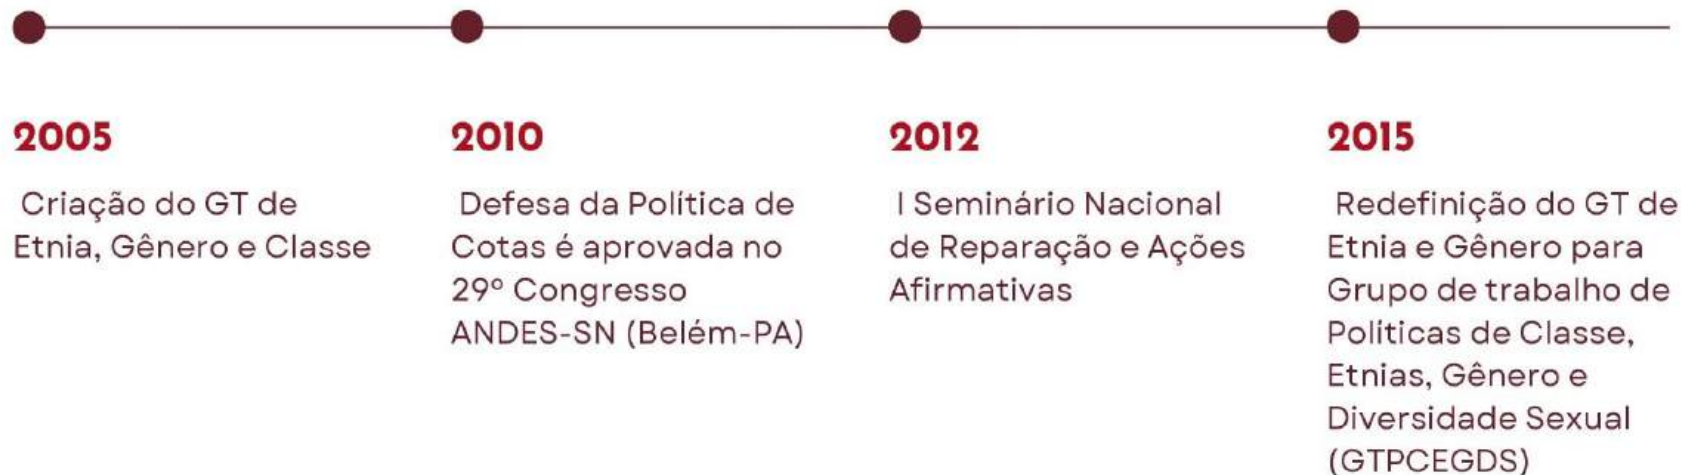 2005
Criação do GT de
Etnia, Gênero e Classe
2010
Defesa da Política de
Cotas é aprovada no
29º Congresso
ANDES-SN (Belém-PA)
2012
I Seminário Nacional
de Reparação e Ações
Afirmativas
2015
Redefinição do GT de
Etnia e Gênero para
Grupo de trabalho de
Políticas de Classe,
Etnias, Gênero e
Diversidade Sexual
(GTPCEGDS)